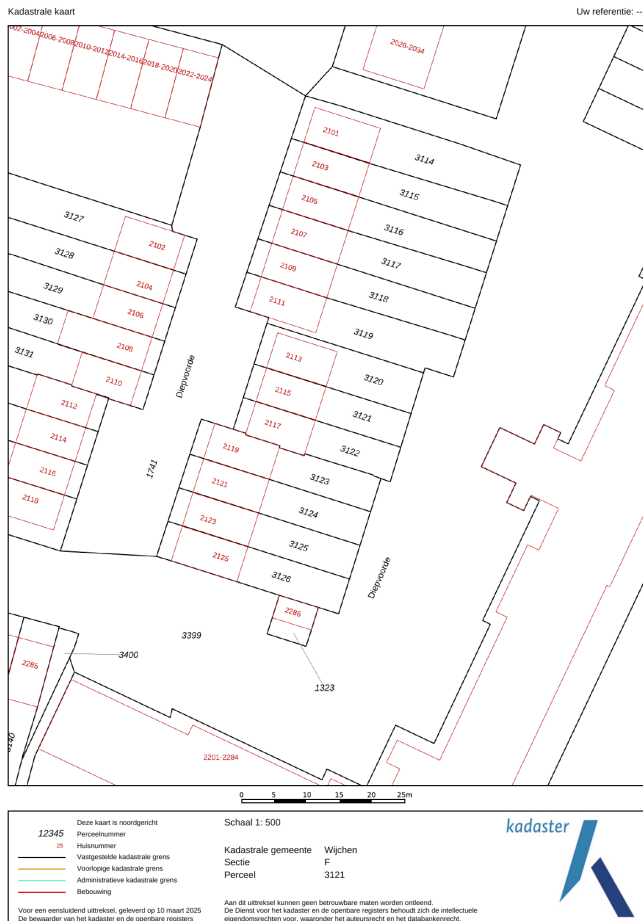 Kadastrale kaart
Uw referentie: --
2006-2008
2010-2012
2014-2016
2018-2020
2022-2024
2026-2034
2101
3114
2103
3115
2105
3116
2107
3117
2109
3118
2111
3119
3127
2102
3128
2104
3129
2106
3130
2108
3131
2110
Diepvoorde
2113
3120
2115
3121
2117
3122
2112
2114
2116
2118
1741
2119
3123
2121
3124
2123
3125
2125
3126
Diepvoorde
2286
3399
3400
2285
1323
3140
2201-2284
0 5 10 15 20 25m
Deze kaart is noordgericht
12345 Perceelnummer
25 Huisnummer
Vastgestelde kadastrale grens
Voorlopige kadastrale grens
Administratieve kadastrale grens
Bebouwing
Schaal 1: 500
Kadastrale gemeente Wijchen
Sectie F
Perceel 3121
kadaster
Voor een eensluidend uittreksel, geleverd op 10 maart 2025
De bewaarder van het kadaster en de openbare registers
Aan dit uittreksel kunnen geen betrouwbare maten worden ontleend.
De Dienst voor het kadaster en de openbare registers behoudt zich de intellectuele
eigendomsrechten voor, waaronder het auteursrecht en het databankenrecht.